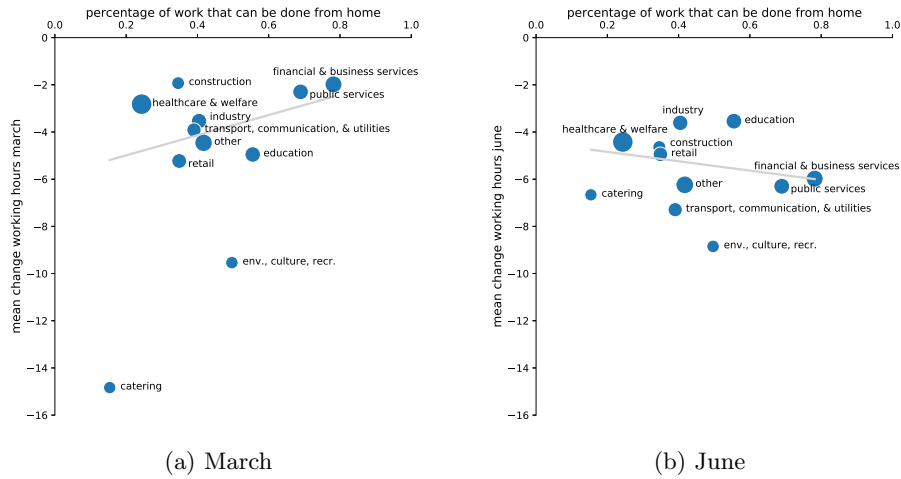 percentage of work that can be done from home
0.0 0.2 0.4 0.6 0.8 1.0
0
−2
−4
−6
−8
−10
−12
−14
−16
mean change working hours march
financial & business services
construction
public services
healthcare & welfare
industry
transport, communication, & utilities
other
education
retail
env., culture, recr.
catering
(a) March
percentage of work that can be done from home
0.0 0.2 0.4 0.6 0.8 1.0
0
−2
−4
−6
−8
−10
−12
−14
−16
mean change working hours june
industry
education
healthcare & welfare
construction
retail
financial & business services
other
public services
catering
transport, communication, & utilities
env., culture, recr.
(b) June